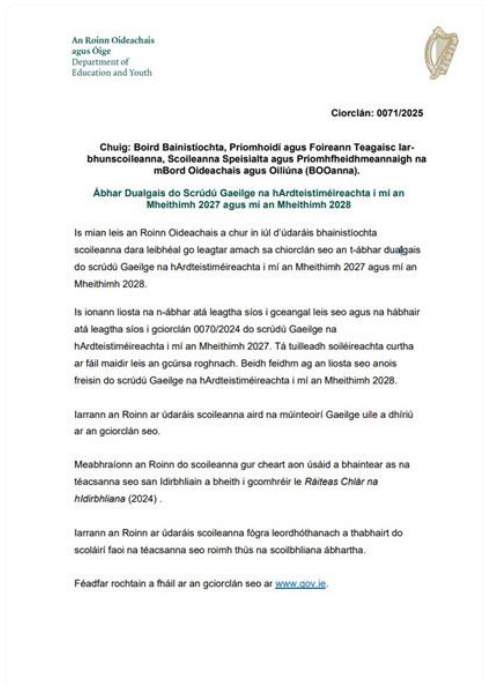 An Roinn Oideachais
agus Óige
Department of
Education and Youth
Ciorclán: 0071/2025
Chuig: Boird Bainistíochta, Príomhoidí agus Foireann Teagaisc Iar-
bhunscoileanna, Scoileanna Speisialta agus Príomhfheidhmeannaigh na
mBord Oideachais agus Oiliúna (BOOanna).
Ábhar Dualgais do Scrúdú Gaeilge na hArdteistiméireachta i mí an
Mheithimh 2027 agus mí an Mheithimh 2028
Is mian leis an Roinn Oideachais a chur in iúl d'údaráis bhainistíochta
scoileanna dara leibhéal go leagtar amach sa chiorclán seo an t-ábhar dualgais
do scrúdú Gaeilge na hArdteistiméireachta i mí an Mheithimh 2027 agus mí an
Mheithimh 2028.
Is ionann liosta na n-ábhar atá leagtha síos i gceangal leis seo agus na hábhair
atá leagtha síos i gciorclán 0070/2024 do scrúdú Gaeilge na
hArdteistiméireachta i mí an Mheithimh 2027. Tá tuilleadh soiléireachta curtha
ar fáil maidir leis an gcúrsa roghnach. Beidh feidhm ag an liosta seo anois
freisin do scrúdú Gaeilge na hArdteistiméireachta i mí an Mheithimh 2028.
Iarrann an Roinn ar údaráis scoileanna aird na múinteoirí Gaeilge uile a dhíriú
ar an gciorclán seo.
Meabhraíonn an Roinn do scoileanna gur cheart aon úsáid a bhaintear as na
téacsanna seo san Idirbhliain a bheith i gcomhréir le Ráiteas Chlár na
hIdirbhliana (2024) .
Iarrann an Roinn ar údaráis scoileanna fógra leordhóthanach a thabhairt do
scoláirí faoi na téacsanna seo roimh thús na scoilbhliana ábhartha.
Féadfar rochtain a fháil ar an gciorclán seo ar www.gov.ie.